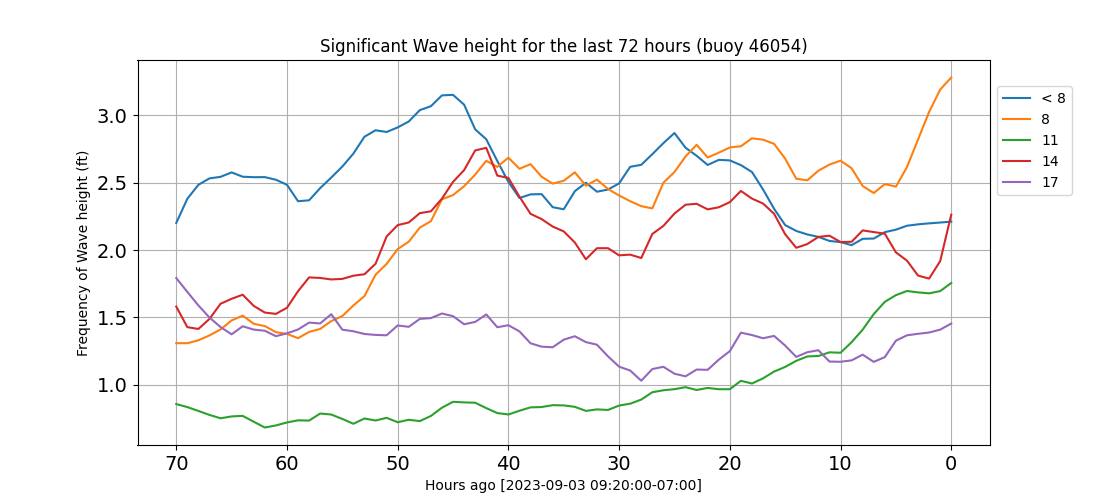 Significant Wave height for the last 72 hours (buoy 46054)
Frequency of Wave height (ft)
3.0
2.5
2.0
1.5
1.0
70 60 50 40 30 20 10 0
Hours ago [2023-09-03 09:20:00-07:00]
< 8
8
11
14
17